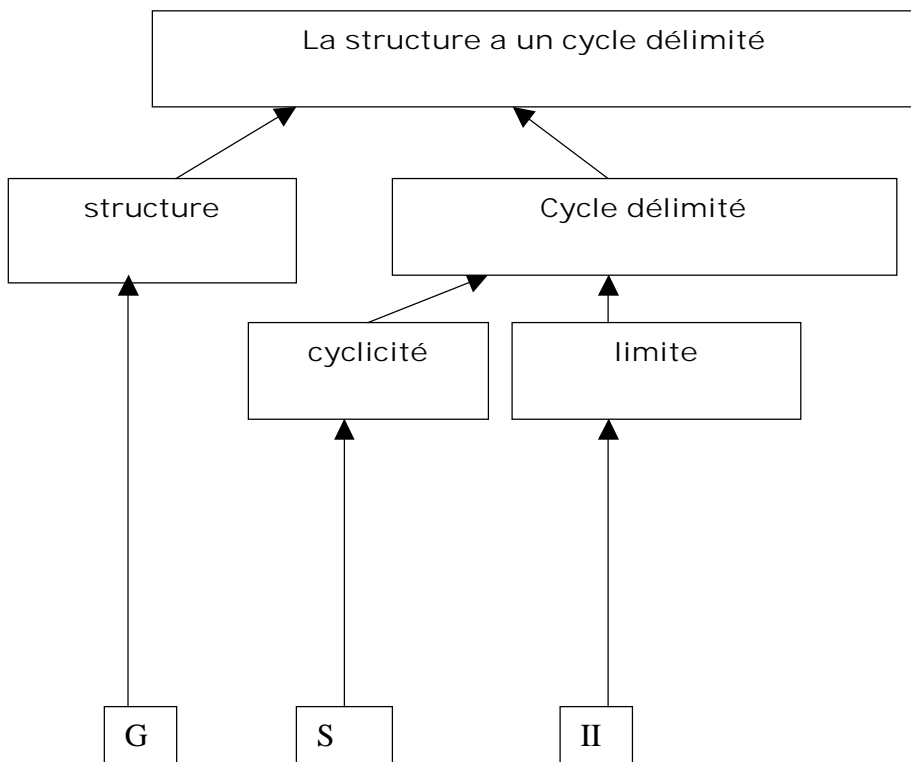 La structure a un cycle délimité
structure
Cycle délimité
cyclicité
limite
G
S
II